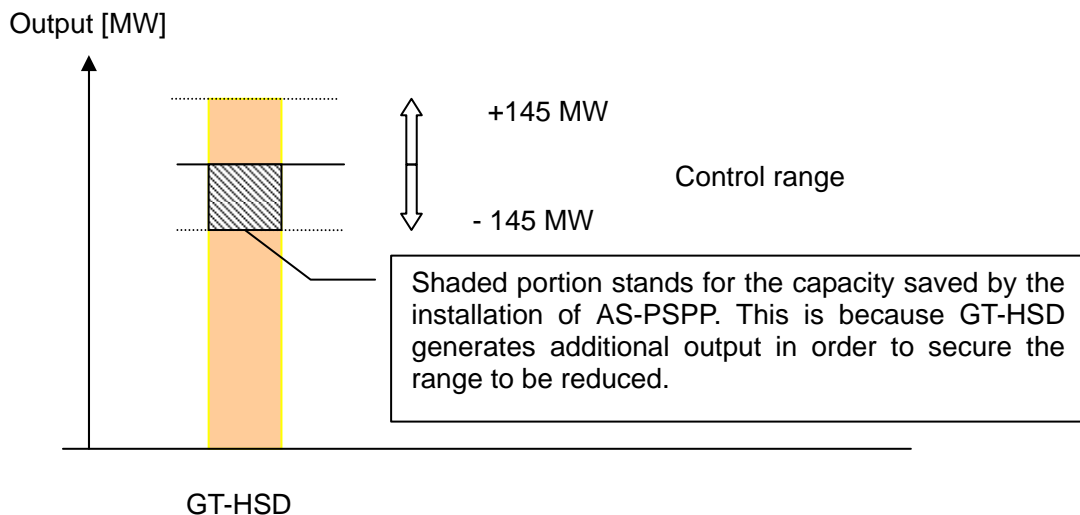 Output [MW]
+145 MW
Control range
- 145 MW
Shaded portion stands for the capacity saved by the
installation of AS-PSPP. This is because GT-HSD
generates additional output in order to secure the
range to be reduced.
GT-HSD